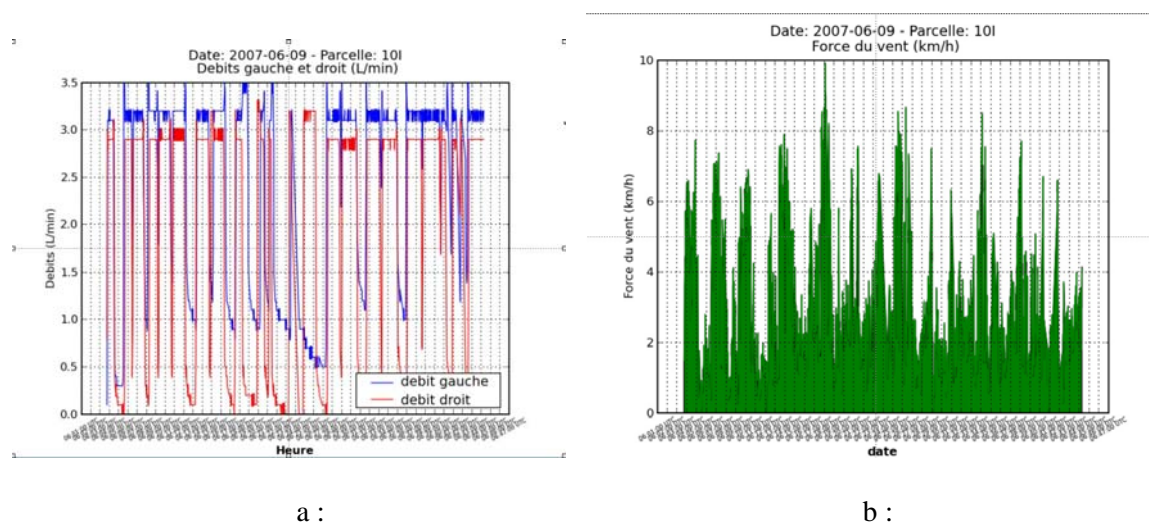 Date: 2007-06-09 - Parcelle: 10I
Debits gauche et droit (L/min)
3.5
3.0
2.5
2.0
1.5
1.0
0.5
0.0
Debits (L/min)
debit gauche
debit droit
Heure
Date: 2007-06-09 - Parcelle: 10I
Force du vent (km/h)
10
8
6
4
2
0
Force du vent (km/h)
date
a :
b :